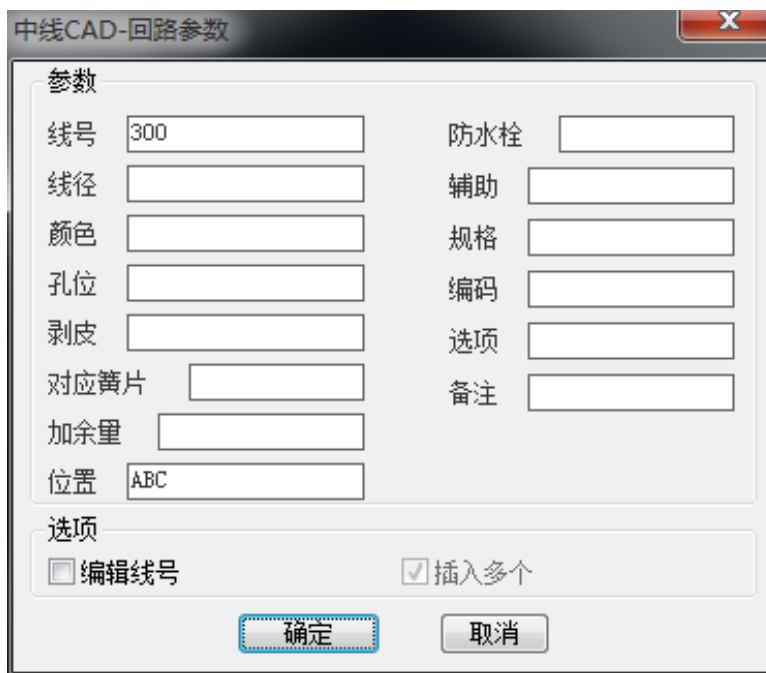 中线CAD-回路参数
参数
线号 300
线径
颜色
孔位
剥皮
对应簧片
加余量
位置 ABC
防水栓
辅助
规格
编码
选项
备注
选项
编辑线号
插入多个
确定
取消